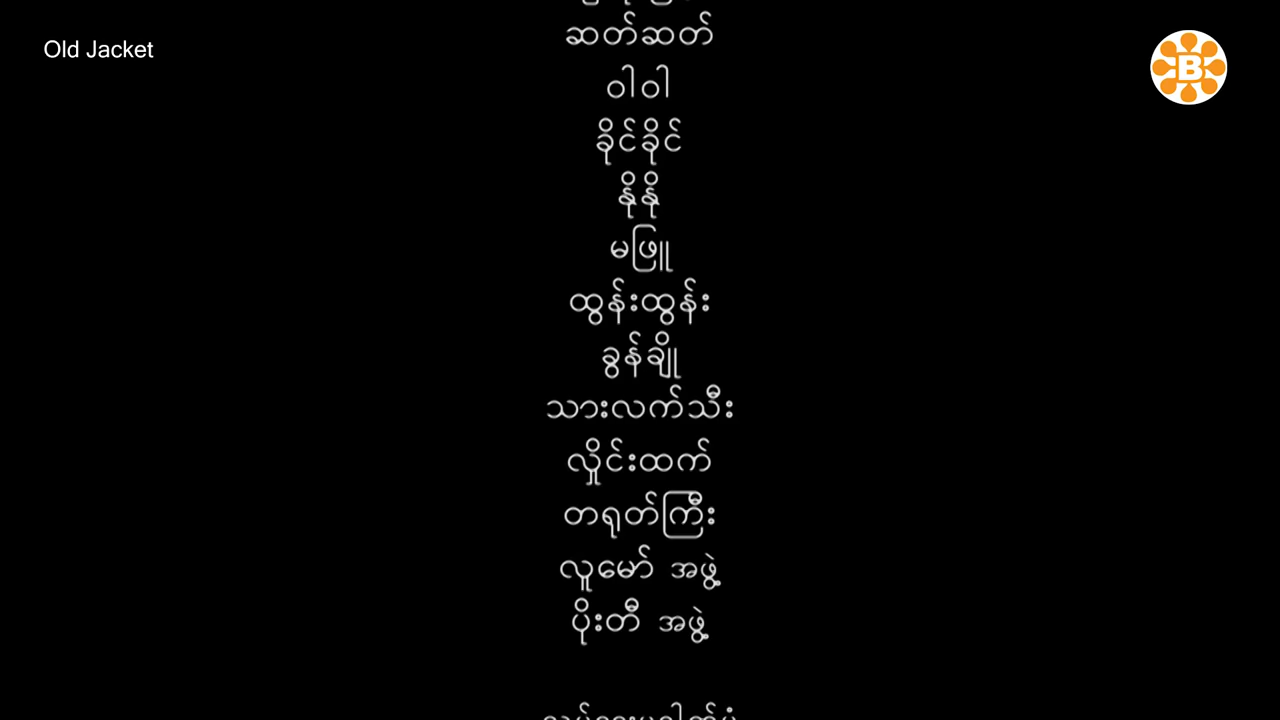 Old Jacket
B
ဆတ်ဆတ်
ဝါဝါ
ခိုင်ခိုင်
နိုနို
မဖြူ
ထွန်းထွန်း
ခွန်ချို
သားလက်သီး
လှိုင်းထက်
တရုတ်ကြီး
လူမော် အဖွဲ့
ပိုးတီ အဖွဲ့